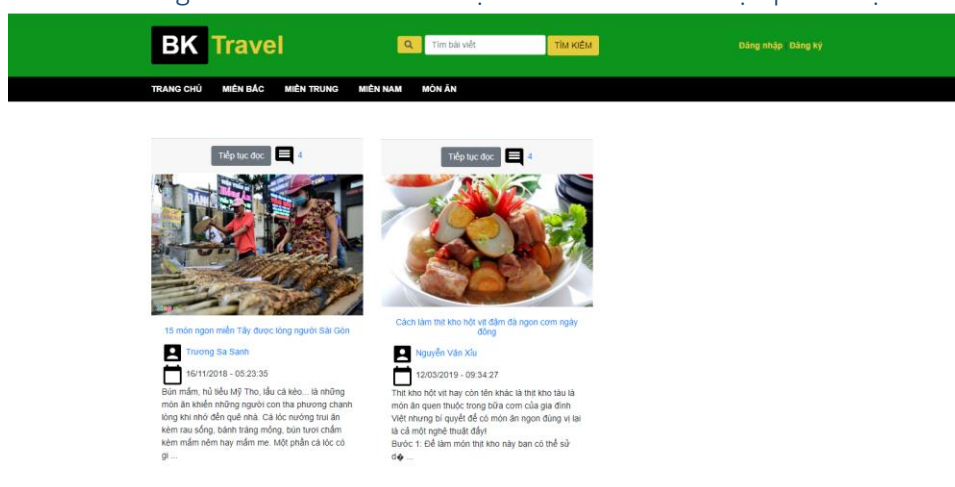 BK Travel
Tìm bài viết
TÌM KIẾM
Đăng nhập Đăng ký
TRANG CHỦ MIỀN BẮC MIỀN TRUNG MIỀN NAM MÓN ĂN
Tiếp tục đọc 4
15 món ngon miền Tây được lòng người Sài Gòn
Trương Sa Sanh
16/11/2018 - 05:23:35
Bún mắm, hủ tiếu Mỹ Tho, lẩu cá kèo... là những
món ăn khiến những người con tha phương chạnh
lòng khi nhớ đến quê nhà. Cá lóc nướng trui ăn
kèm rau sống, bánh tráng mỏng, bún tươi chấm
kèm mắm nêm hay mắm me. Một phần cá lóc có
gi ...
Tiếp tục đọc 4
Cách làm thịt kho hột vịt đậm đà ngon cơm ngày
đông
Nguyễn Văn Xỉu
12/03/2019 - 09:34:27
Thịt kho hột vịt hay còn tên khác là thịt kho tàu là
món ăn quen thuộc trong bữa cơm của gia đình
Việt nhưng bí quyết để có món ăn ngon đúng vị lại
là cả một nghệ thuật đấy!
Bước 1: Để làm món thịt kho này bạn có thể sử
d� ...